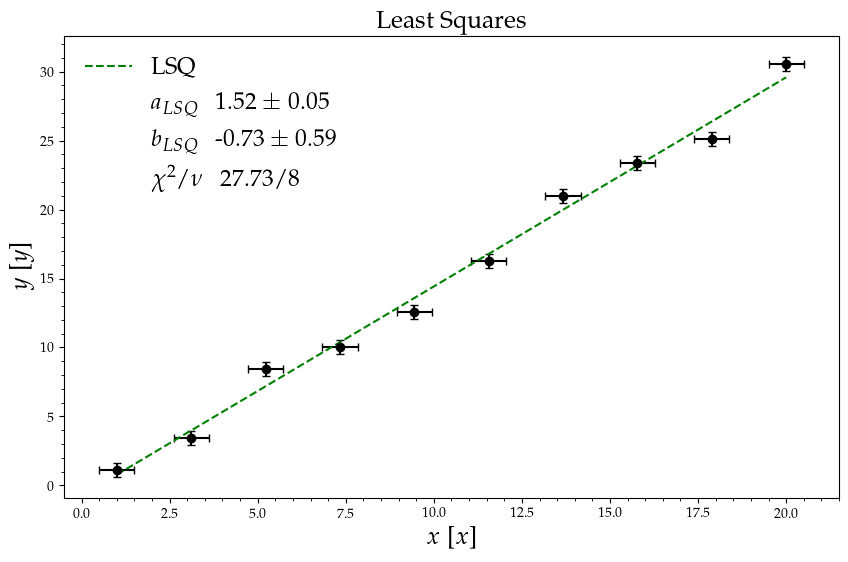 Least Squares
LSQ
a_LSQ 1.52 ± 0.05
b_LSQ -0.73 ± 0.59
χ²/ν 27.73/8
30
25
20
15
10
5
0
y [y]
0.0 2.5 5.0 7.5 10.0 12.5 15.0 17.5 20.0
x [x]